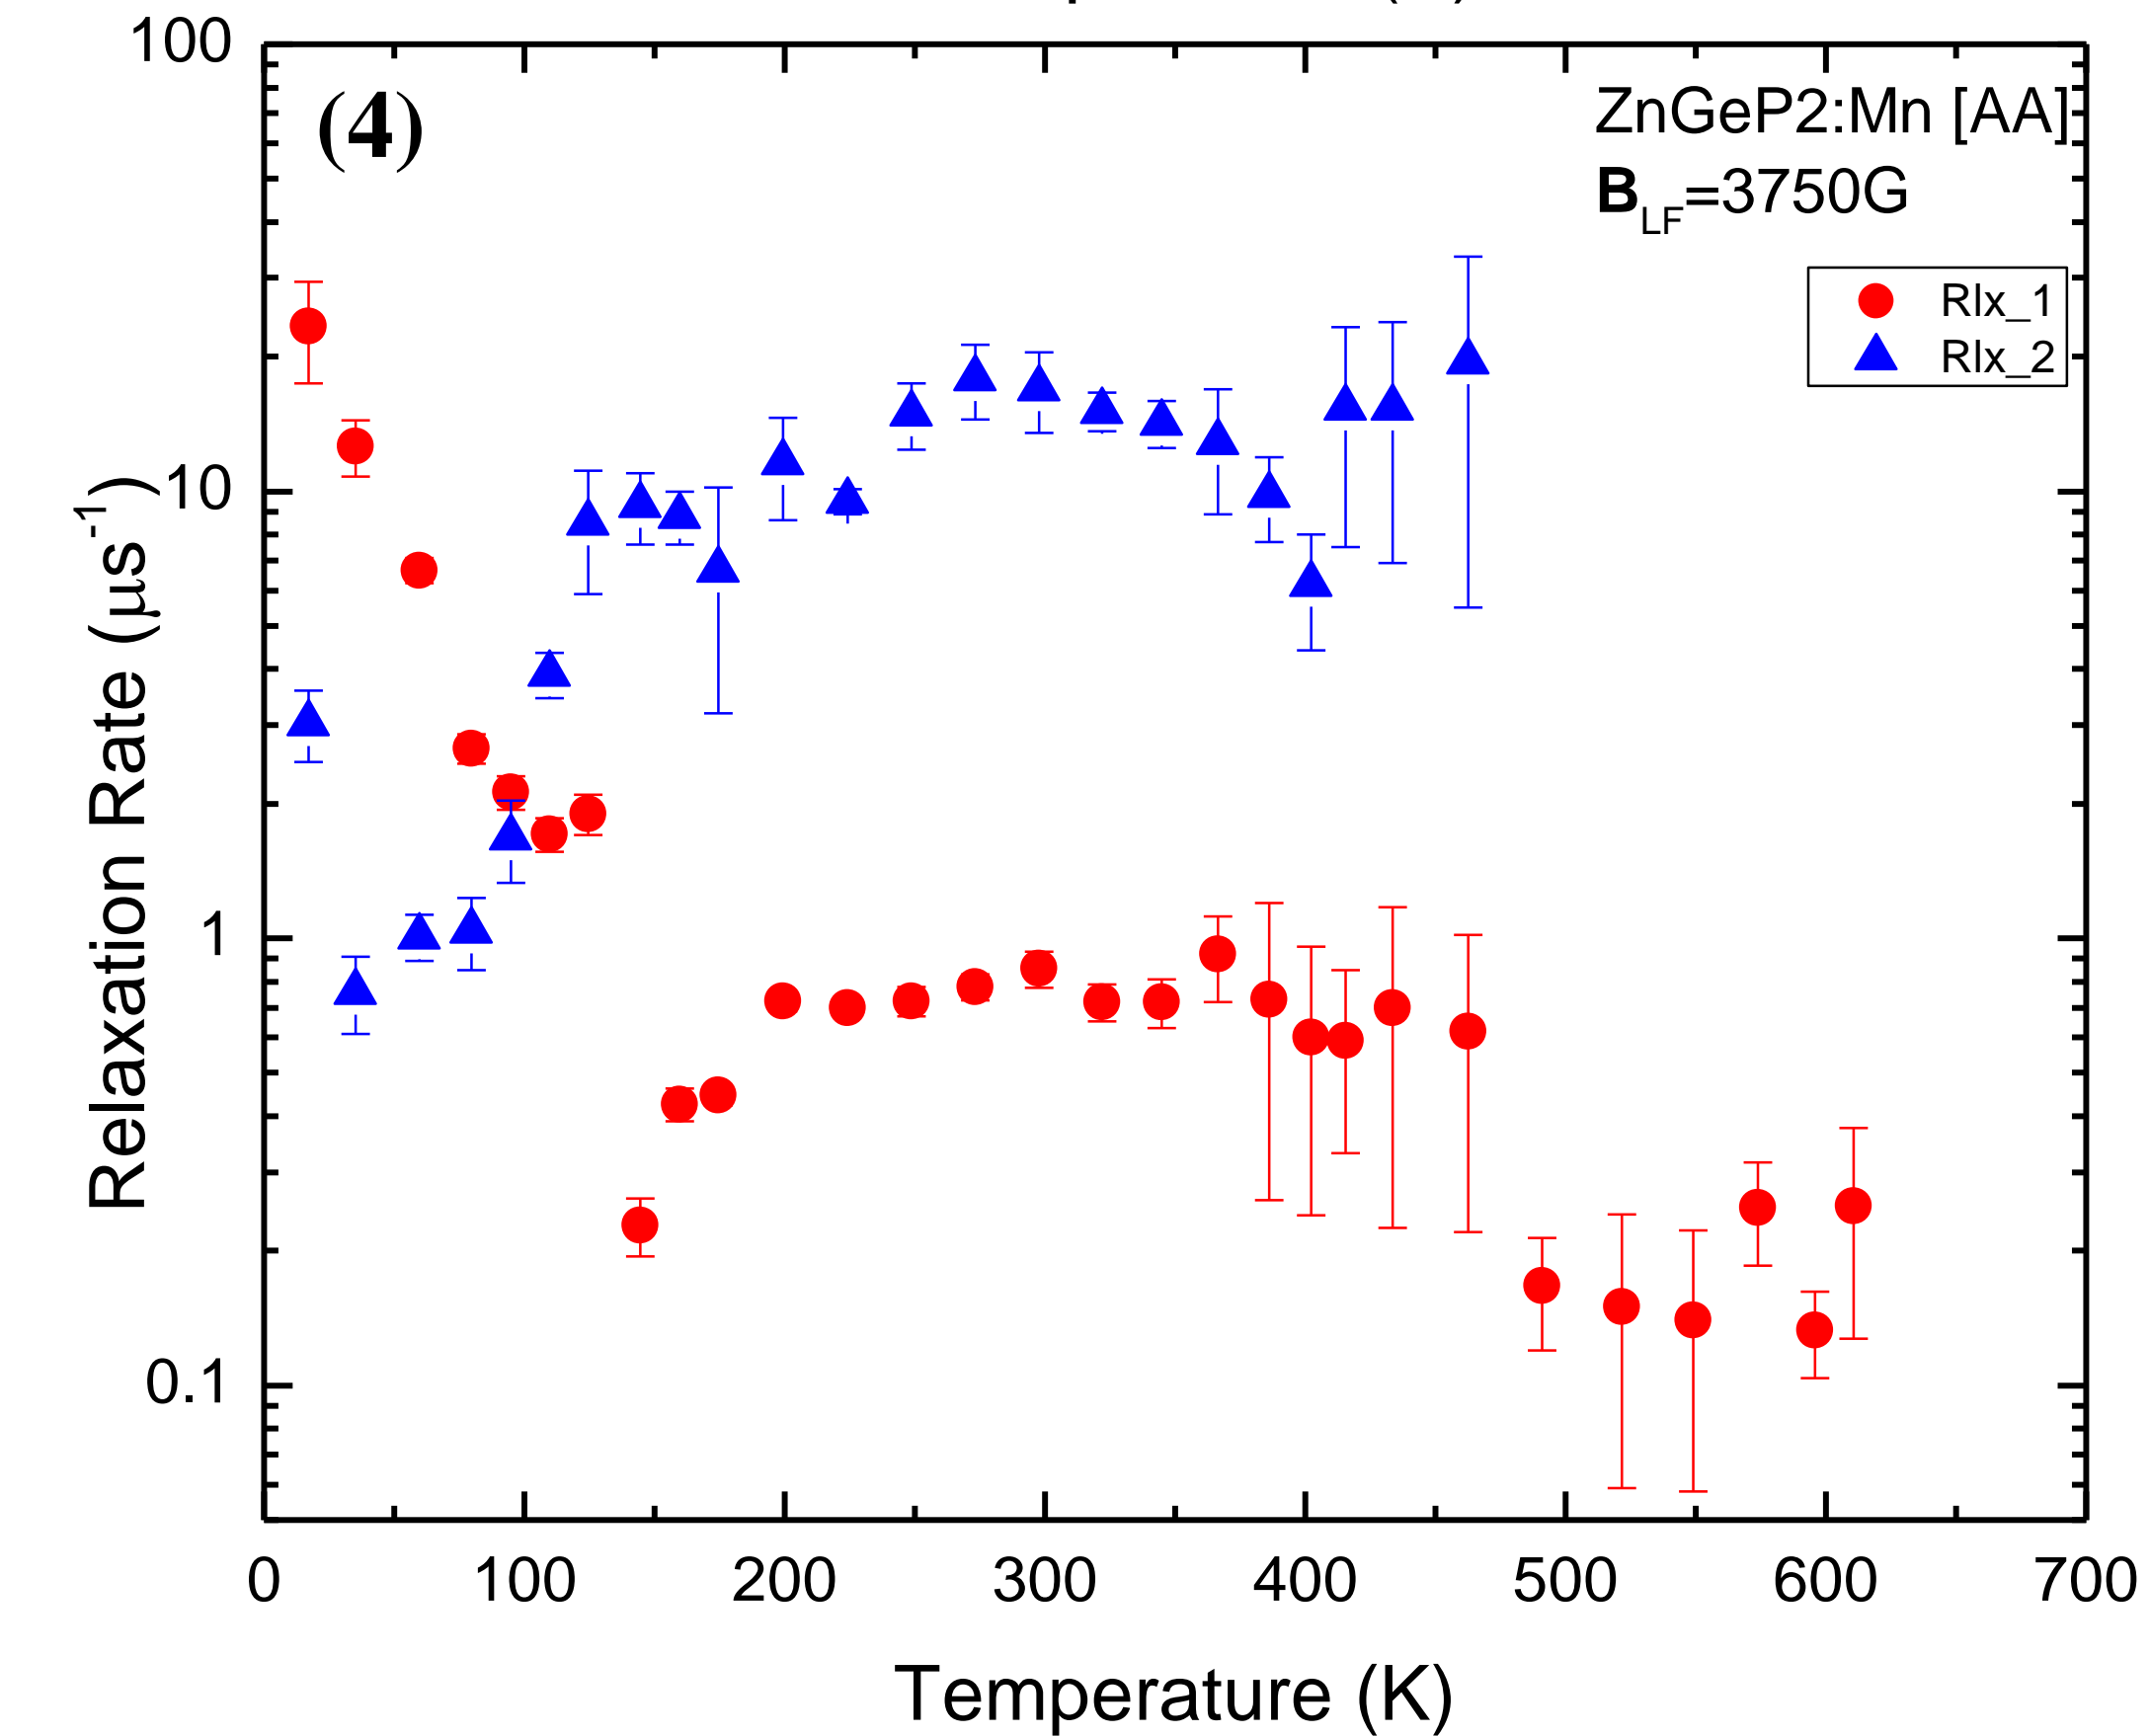 100
(4)
ZnGeP2:Mn [AA]
BLF=3750G
Rlx_1
Rlx_2
10
1
0.1
Relaxation Rate (μs-1)
0 100 200 300 400 500 600 700
Temperature (K)